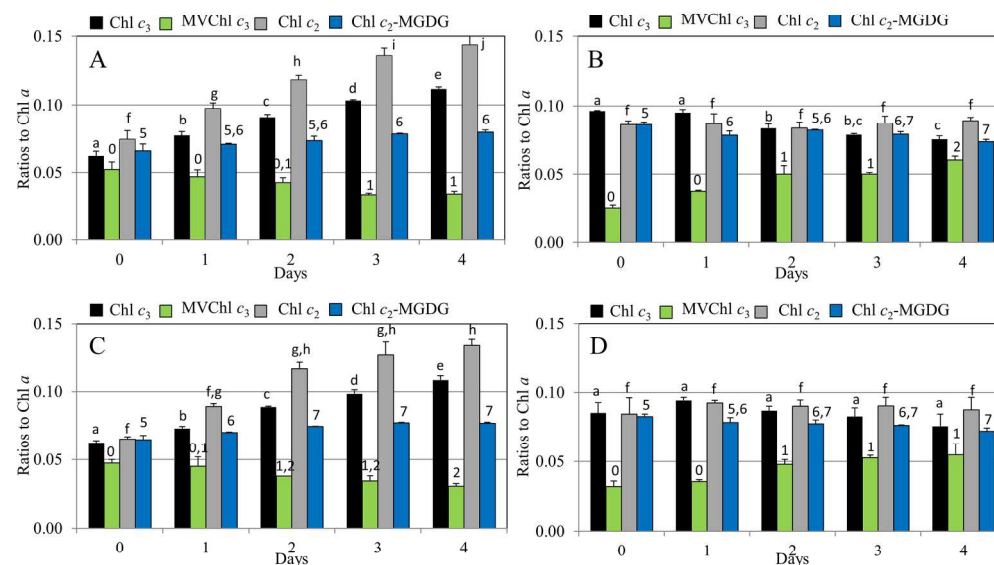 Chl c₃ MVChl c₃ Chl c₂ Chl c₂-MGDG
A
Ratios to Chl a
0.15
0.10
0.05
0.00
a 0 f 5
b 0 g 5,6
c 0,1 h 5,6
d 1 i 6
e 1 j 6
0 1 2 3 4
Days
Chl c₃ MVChl c₃ Chl c₂ Chl c₂-MGDG
B
Ratios to Chl a
0.15
0.10
0.05
0.00
a 0 f 5
a 0 f 6
b 1 f 5,6
b,c 1 f 6,7
c 2 f 7
0 1 2 3 4
Days
Chl c₃ MVChl c₃ Chl c₂ Chl c₂-MGDG
C
Ratios to Chl a
0.15
0.10
0.05
0.00
a 0 f 5
b 0,1 f,g 6
c 1,2 g,h 7
d 1,2 g,h 7
e 2 h 7
0 1 2 3 4
Days
Chl c₃ MVChl c₃ Chl c₂ Chl c₂-MGDG
D
Ratios to Chl a
0.15
0.10
0.05
0.00
a 0 f 5
a 0 f 5,6
a 1 f 6,7
a 1 f 6,7
a 1 f 7
0 1 2 3 4
Days